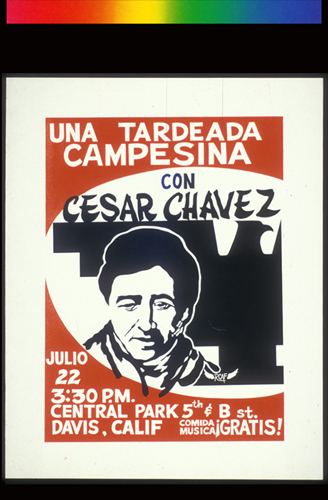 UNA TARDEADA
CAMPESINA
CON
CESAR CHAVEZ
RCAF
JULIO
22
3:30 P.M.
CENTRAL PARK 5th & B st.
DAVIS, CALIF COMIDA MUSICA ¡GRATIS!